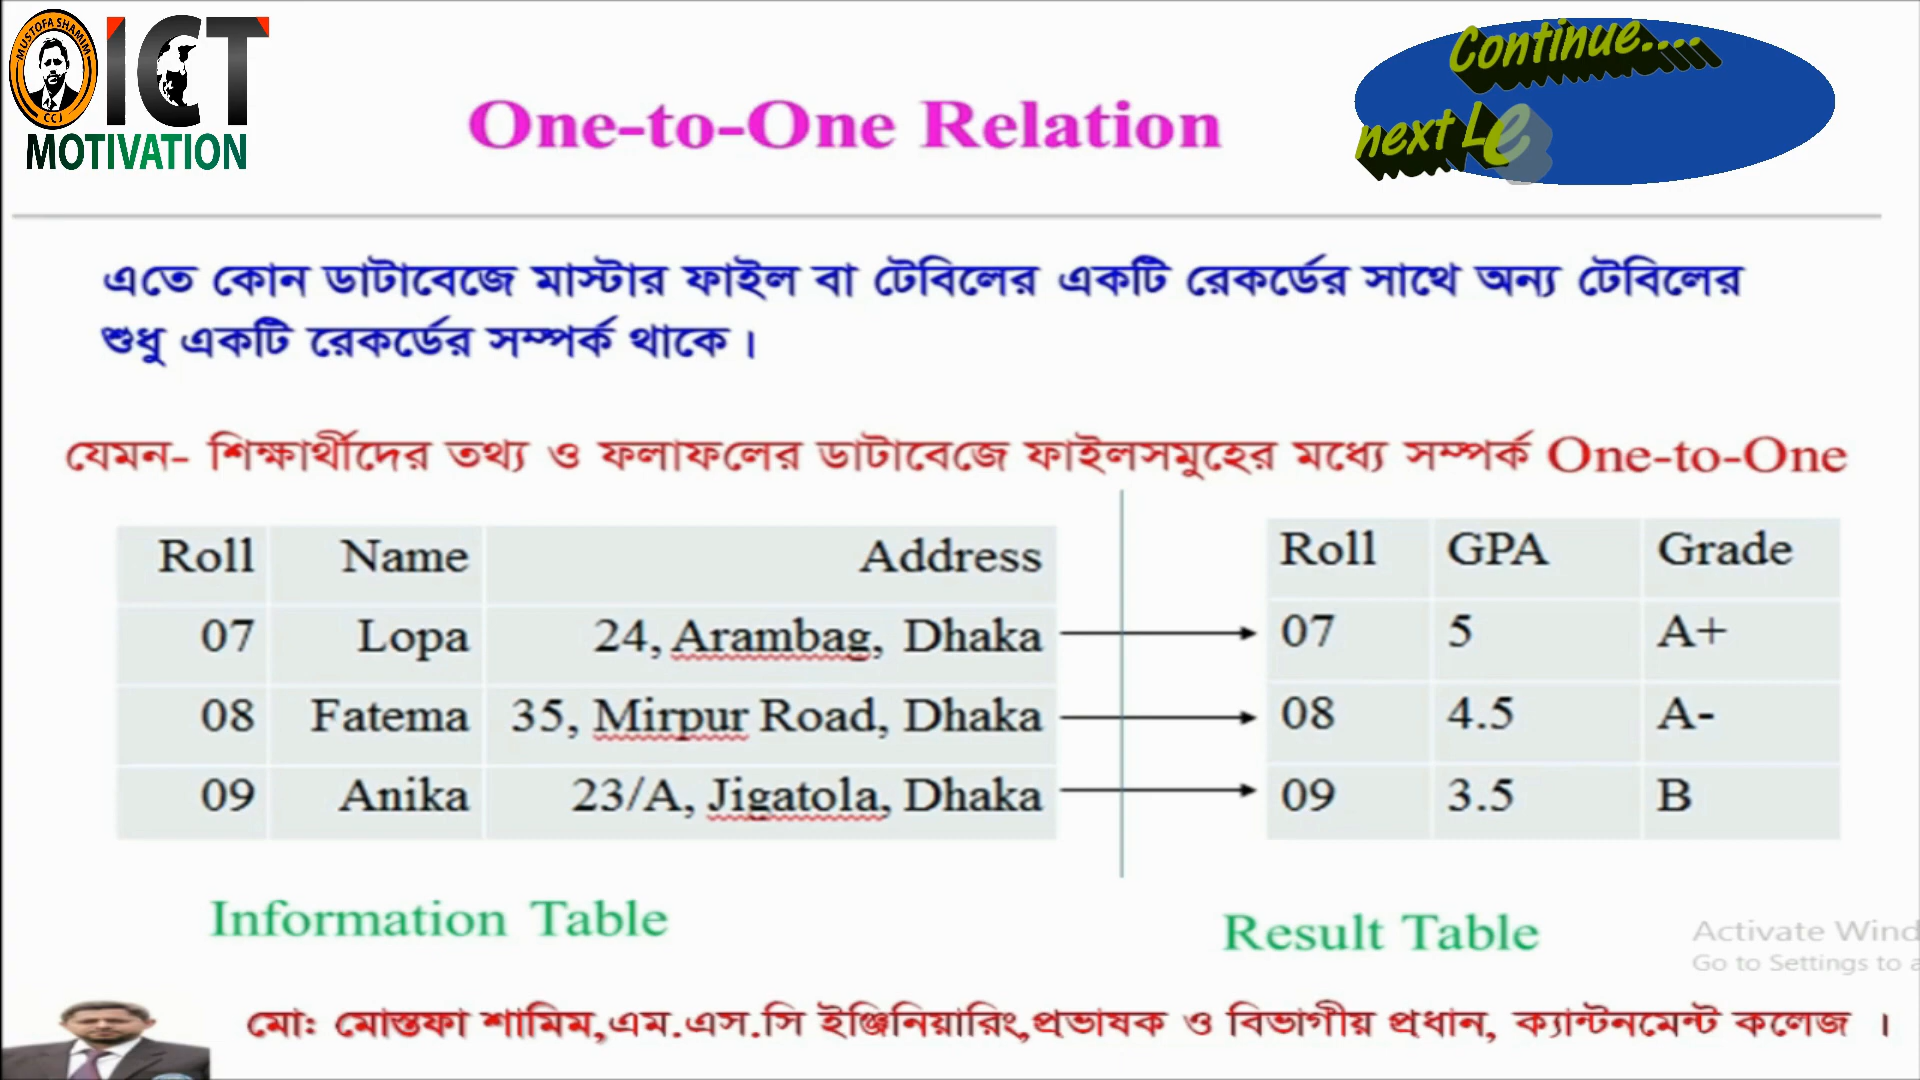 MUSTOFA SHAMIM
CCJ
ICT
MOTIVATION
Continue....
next Le
One-to-One Relation
এতে কোন ডাটাবেজে মাস্টার ফাইল বা টেবিলের একটি রেকর্ডের সাথে অন্য টেবিলের
শুধু একটি রেকর্ডের সম্পর্ক থাকে।
যেমন- শিক্ষার্থীদের তথ্য ও ফলাফলের ডাটাবেজে ফাইলসমুহের মধ্যে সম্পর্ক One-to-One
Roll Name Address
07 Lopa 24, Arambag, Dhaka
08 Fatema 35, Mirpur Road, Dhaka
09 Anika 23/A, Jigatola, Dhaka
Roll GPA Grade
07 5 A+
08 4.5 A-
09 3.5 B
Information Table
Result Table
Activate Wind
Go to Settings to a
মোঃ মোস্তফা শামিম,এম.এস.সি ইঞ্জিনিয়ারিং,প্রভাষক ও বিভাগীয় প্রধান, ক্যান্টনমেন্ট কলেজ ।